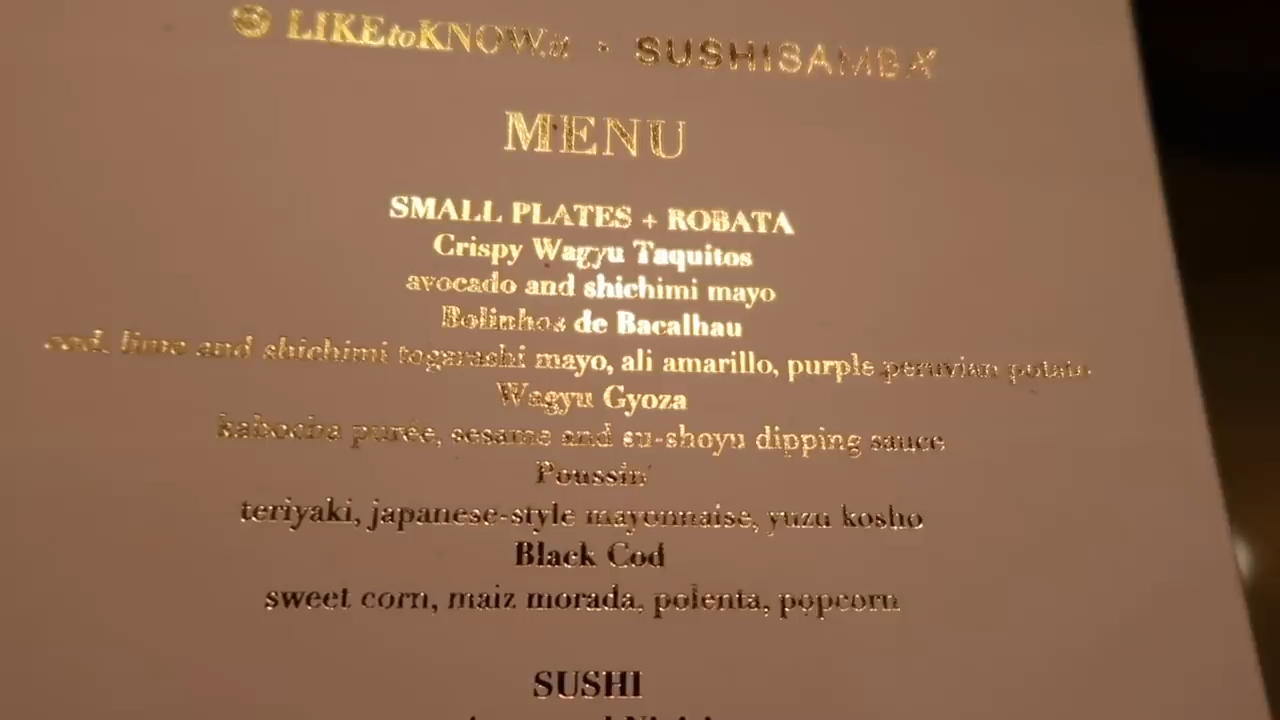 LIKEtoKNOW.it · SUSHISAMBA
MENU
SMALL PLATES + ROBATA
Crispy Wagyu Taquitos
avocado and shichimi mayo
Bolinhos de Bacalhau
cod, lime and shichimi togarashi mayo, ali amarillo, purple peruvian potato
Wagyu Gyoza
kabocha purée, sesame and su-shoyu dipping sauce
Poussin
teriyaki, japanese-style mayonnaise, yuzu kosho
Black Cod
sweet corn, maiz morada, polenta, popcorn
SUSHI